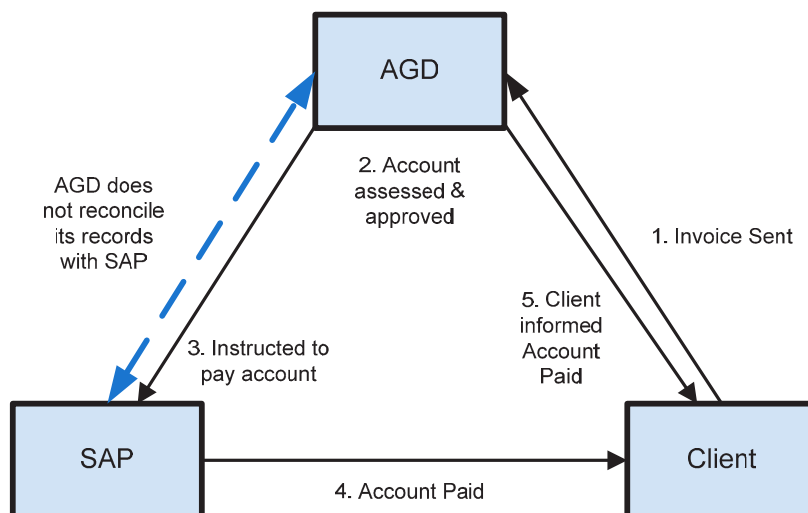 AGD
2. Account
assessed &
approved
AGD does
not reconcile
its records
with SAP
1. Invoice Sent
5. Client
informed
Account
Paid
3. Instructed to
pay account
SAP
Client
4. Account Paid